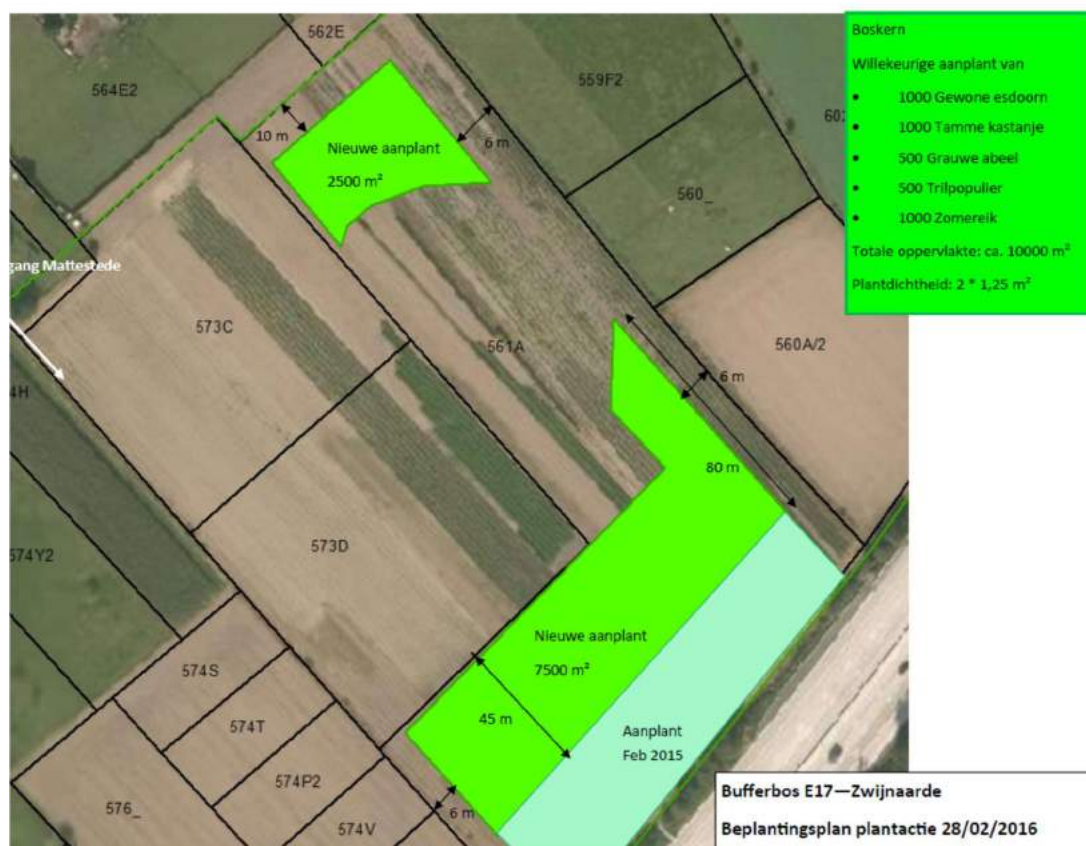 562E
564E2
559F2
602
10 m
6 m
Nieuwe aanplant
2500 m²
560_
gang Mattestede
573C
561A
560A/2
6 m
4H
80 m
574Y2
573D
Nieuwe aanplant
7500 m²
574S
45 m
574T
Aanplant
Feb 2015
574P2
576_
574V
6 m
Boskern
Willekeurige aanplant van
• 1000 Gewone esdoorn
• 1000 Tamme kastanje
• 500 Grauwe abeel
• 500 Trilpopulier
• 1000 Zomereik
Totale oppervlakte: ca. 10000 m²
Plantdichtheid: 2 * 1,25 m²
Bufferbos E17—Zwijnaarde
Beplantingsplan plantactie 28/02/2016